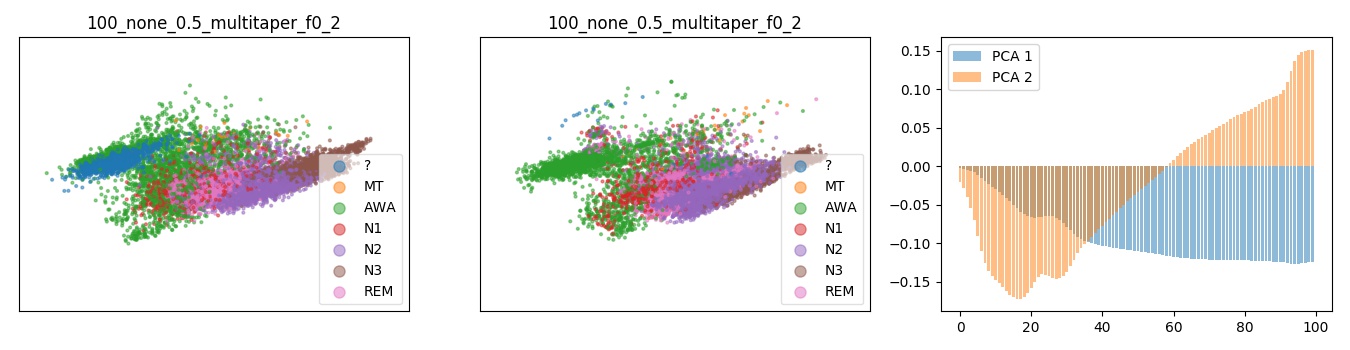 100_none_0.5_multitaper_f0_2
?
MT
AWA
N1
N2
N3
REM
100_none_0.5_multitaper_f0_2
?
MT
AWA
N1
N2
N3
REM
PCA 1
PCA 2
0.15
0.10
0.05
0.00
−0.05
−0.10
−0.15
0 20 40 60 80 100